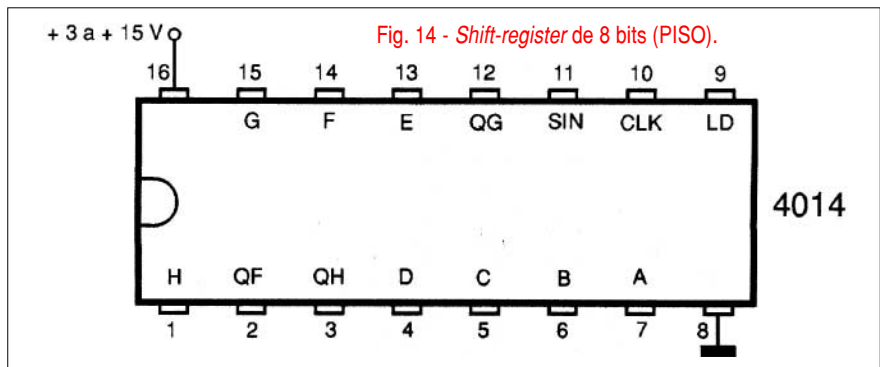 + 3 a + 15 V
Fig. 14 - Shift-register de 8 bits (PISO).
16 15 14 13 12 11 10 9
G F E QG SIN CLK LD
4014
H QF QH D C B A
1 2 3 4 5 6 7 8